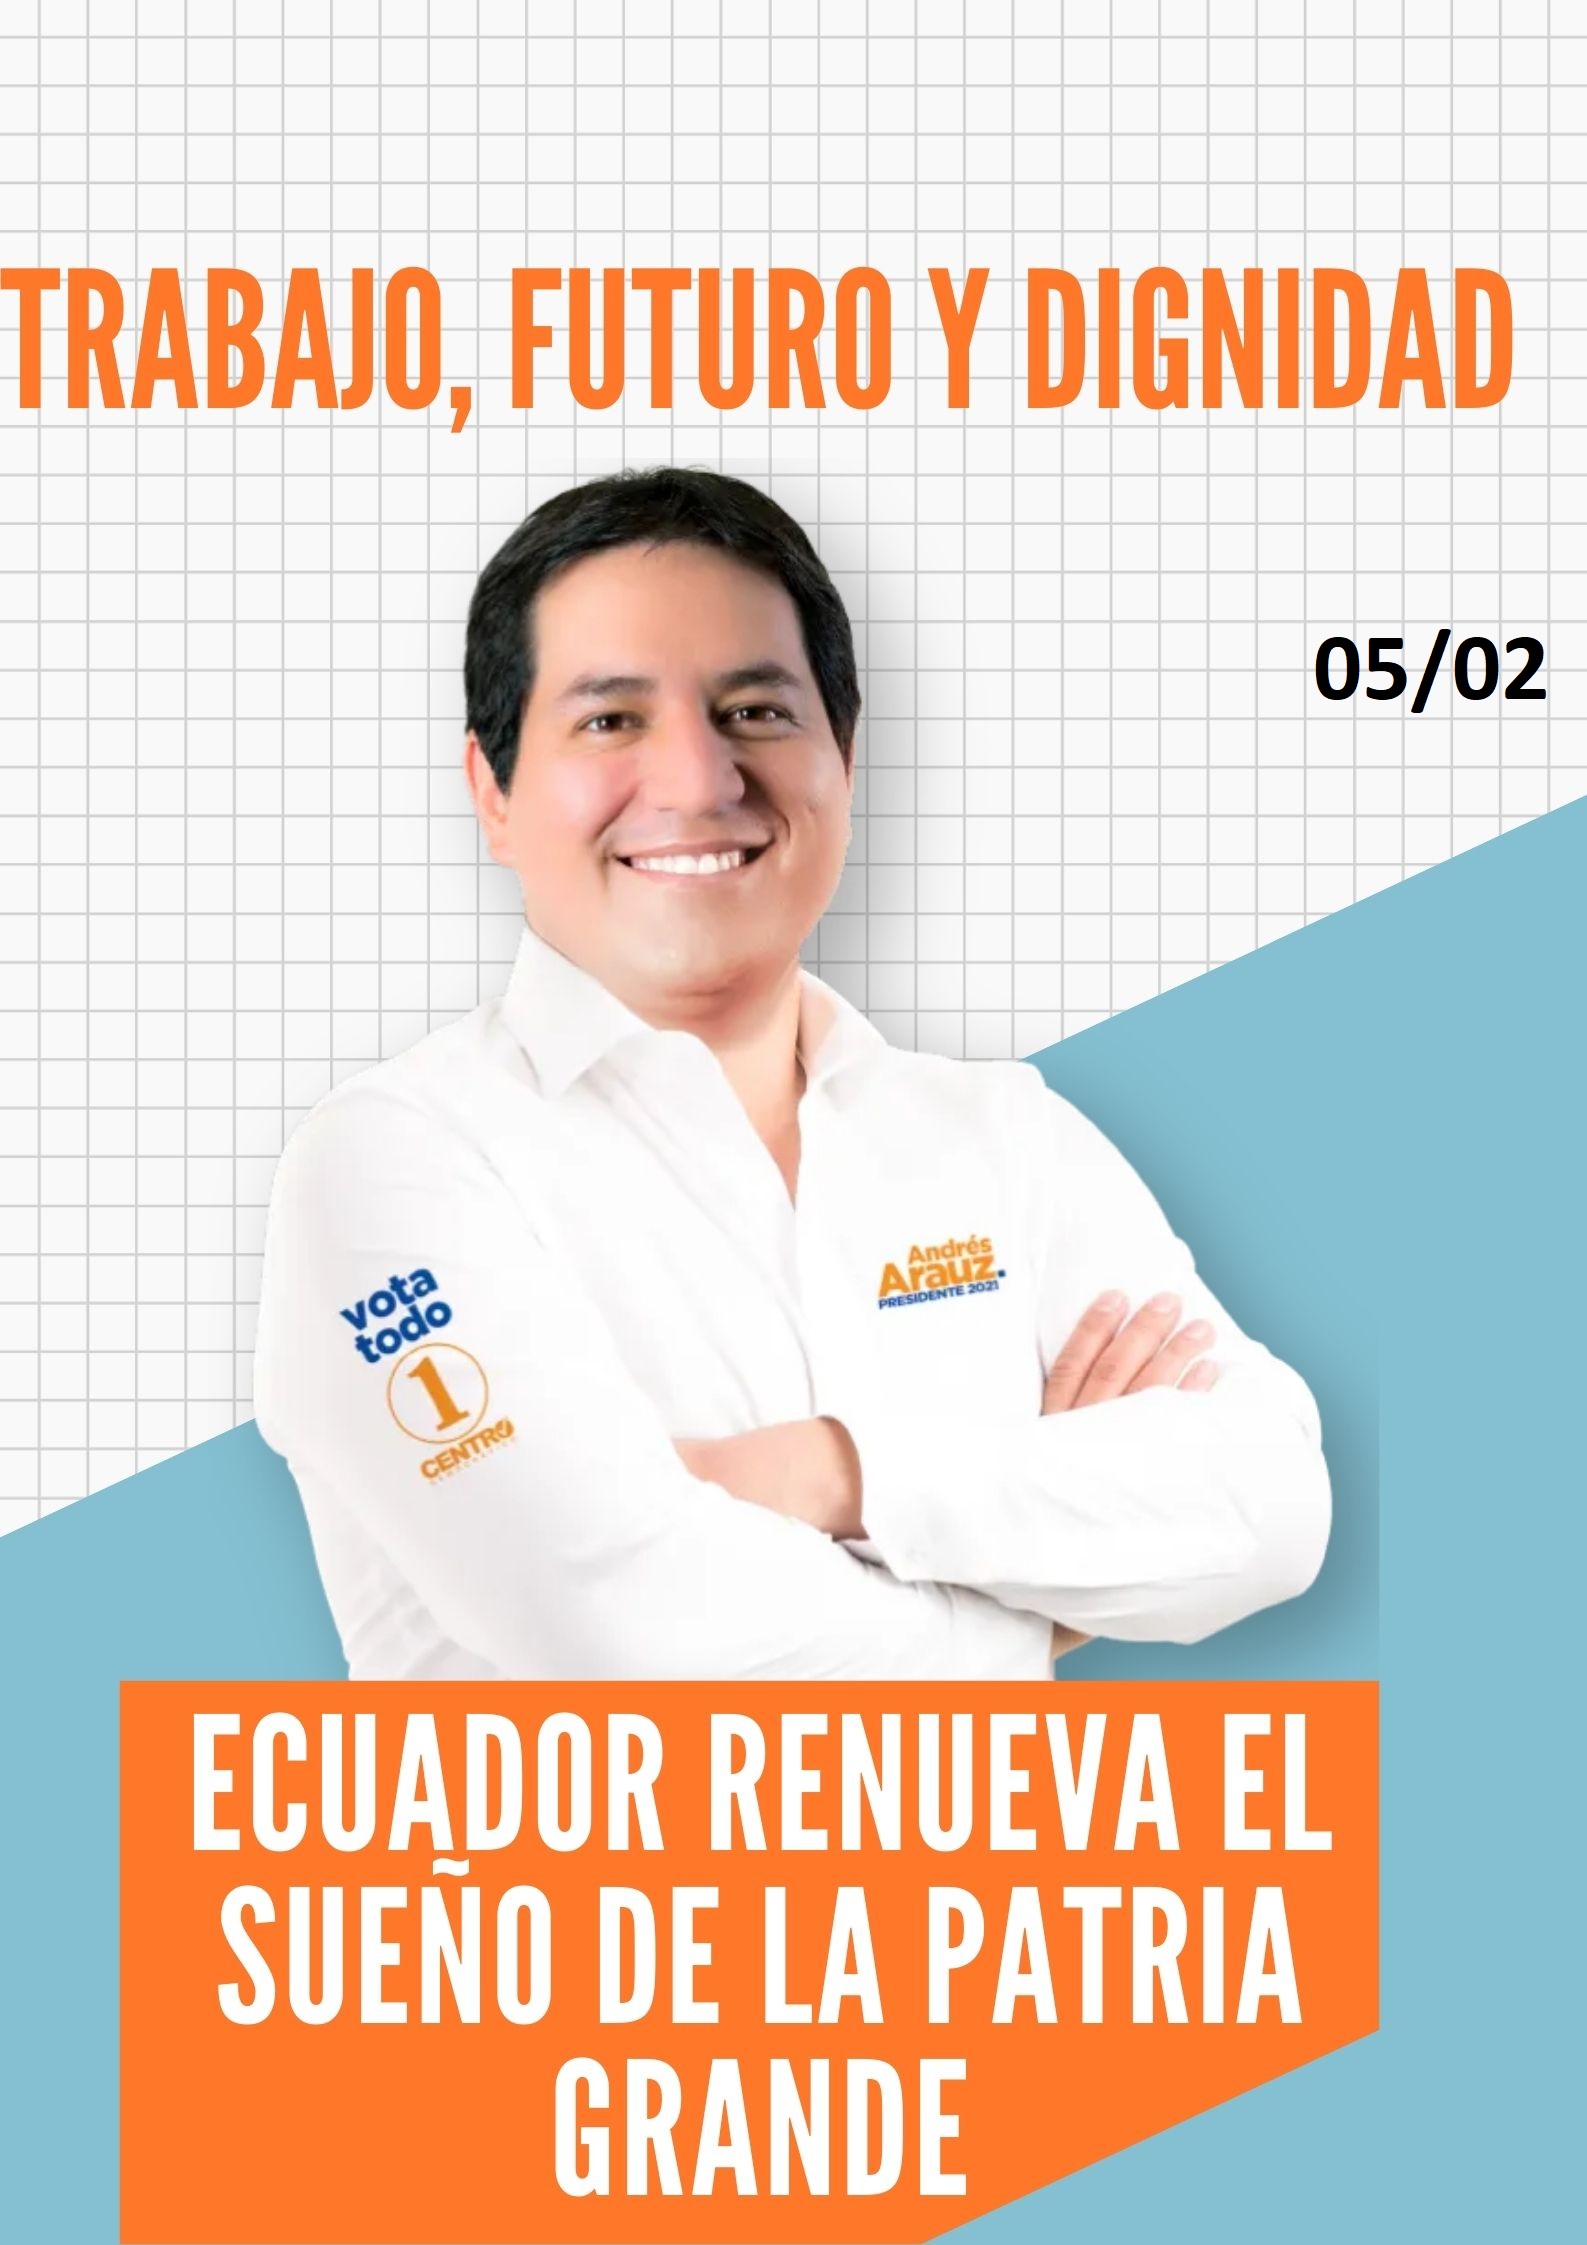 TRABAJO, FUTURO Y DIGNIDAD
05/02
Andrés
Arauz.
PRESIDENTE 2021
vota
todo
1
CENTRO
ECUADOR RENUEVA EL
SUEÑO DE LA PATRIA
GRANDE